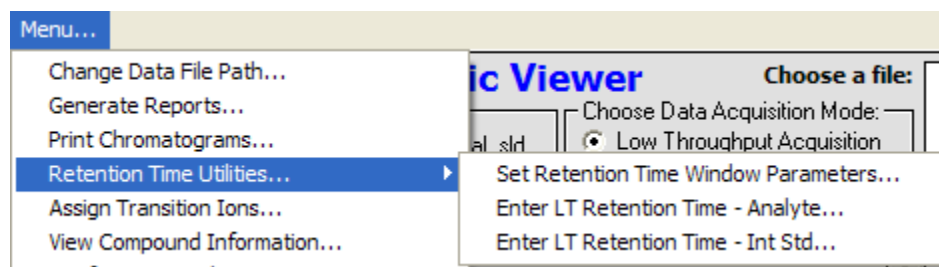 Menu...
Change Data File Path...
ic Viewer
Choose a file:
Generate Reports...
Choose Data Acquisition Mode:
Print Chromatograms...
al sld
Low Throughput Acquisition
Retention Time Utilities...
Set Retention Time Window Parameters...
Assign Transition Ions...
Enter LT Retention Time - Analyte...
View Compound Information...
Enter LT Retention Time - Int Std...